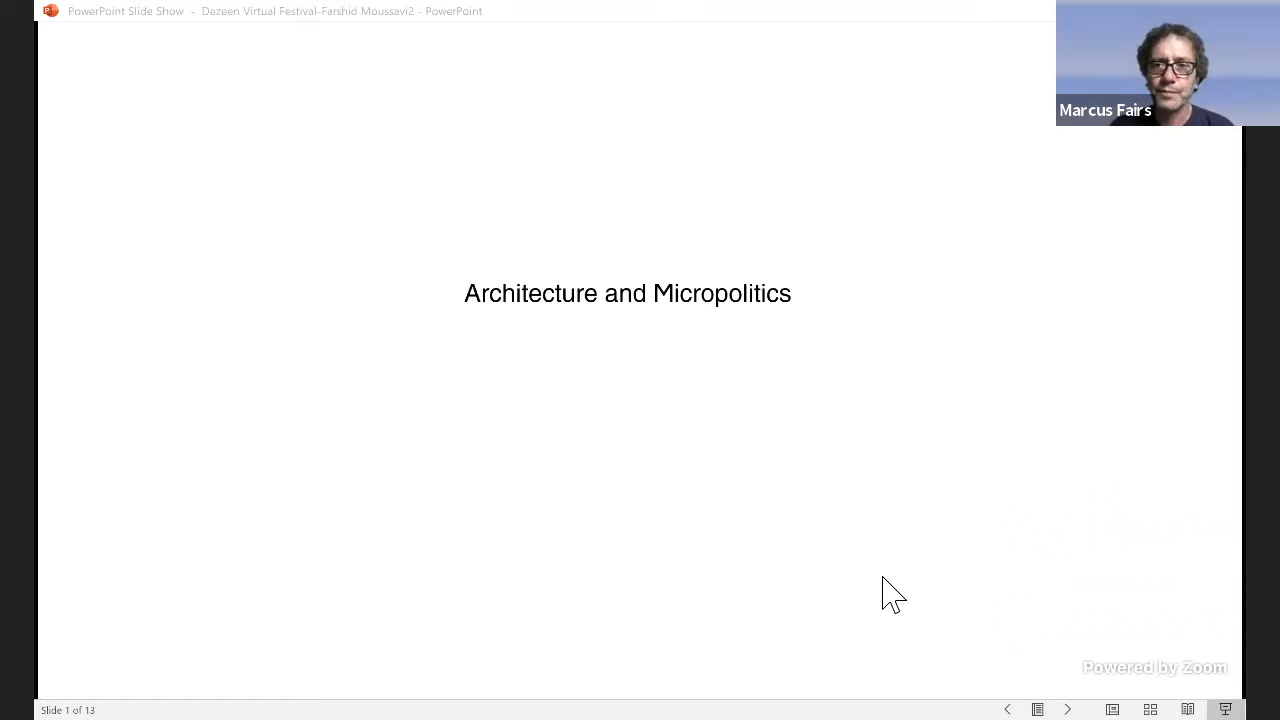 PowerPoint Slide Show - Dezeen Virtual Festival-Farshid Moussavi2 - PowerPoint
Marcus Fairs
Architecture and Micropolitics
Powered by Zoom
Slide 1 of 13